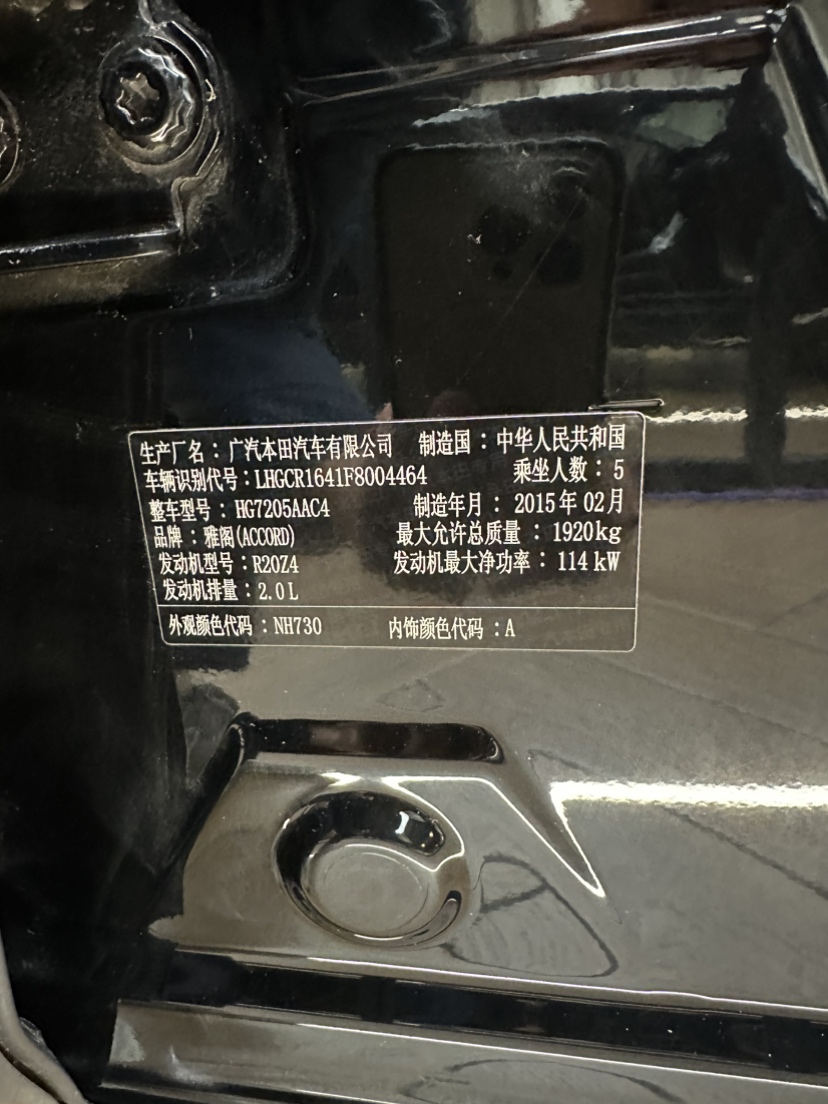 生产厂名：广汽本田汽车有限公司 制造国：中华人民共和国
车辆识别代号：LHGCR1641F8004464 乘坐人数：5
整车型号：HG7205AAC4 制造年月：2015年02月
品牌：雅阁(ACCORD) 最大允许总质量：1920kg
发动机型号：R20Z4 发动机最大净功率：114kW
发动机排量：2.0L
外观颜色代码：NH730 内饰颜色代码：A